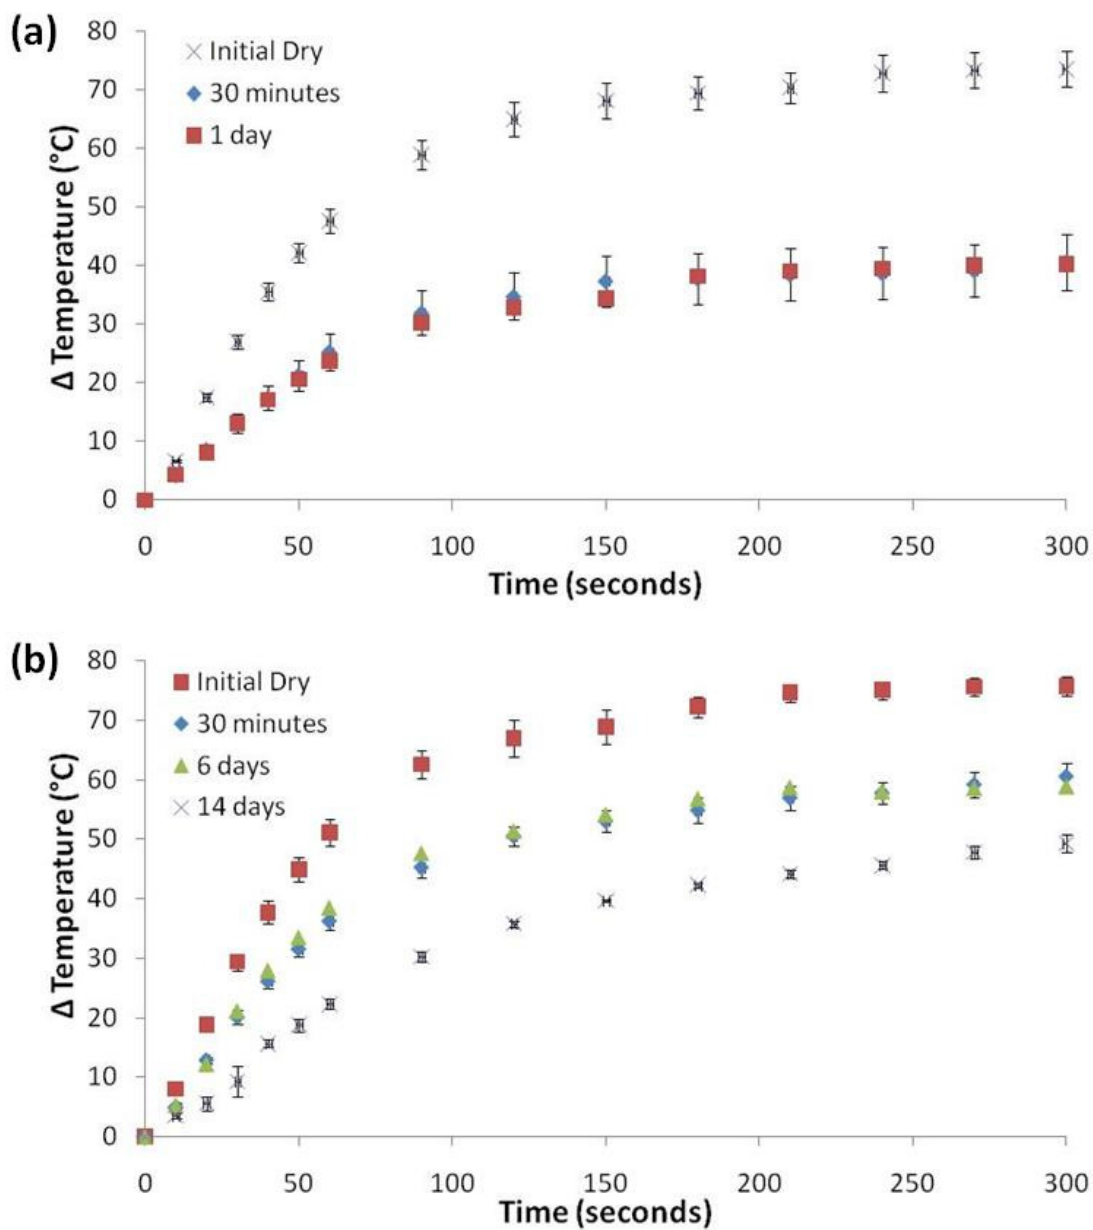 (a)
80
70
60
50
40
30
20
10
0
Δ Temperature (°C)
Initial Dry
30 minutes
1 day
0 50 100 150 200 250 300
Time (seconds)
(b)
80
70
60
50
40
30
20
10
0
Δ Temperature (°C)
Initial Dry
30 minutes
6 days
14 days
0 50 100 150 200 250 300
Time (seconds)